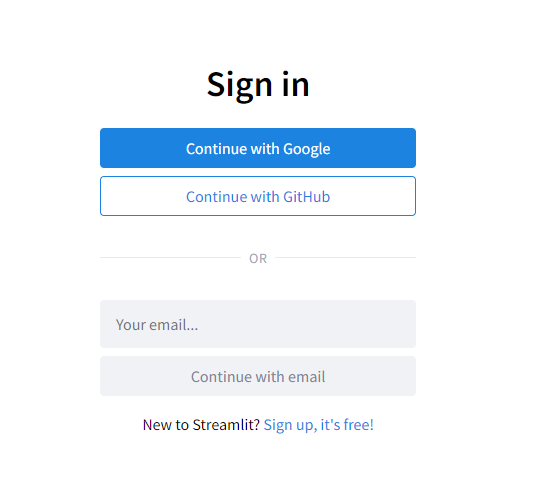 Sign in
Continue with Google
Continue with GitHub
OR
Your email...
Continue with email
New to Streamlit? Sign up, it's free!